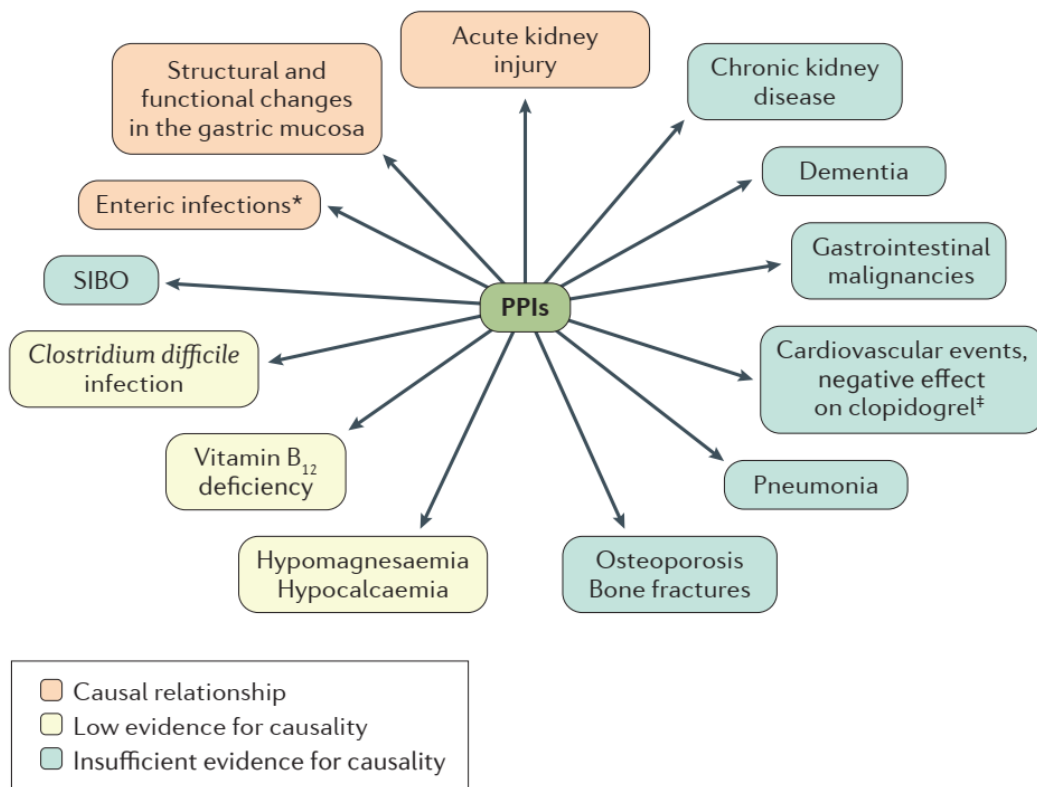 Acute kidney
injury
Structural and
functional changes
in the gastric mucosa
Chronic kidney
disease
Dementia
Enteric infections*
Gastrointestinal
malignancies
SIBO
PPIs
Clostridium difficile
infection
Cardiovascular events,
negative effect
on clopidogrel‡
Vitamin B₁₂
deficiency
Pneumonia
Hypomagnesaemia
Hypocalcaemia
Osteoporosis
Bone fractures
Causal relationship
Low evidence for causality
Insufficient evidence for causality